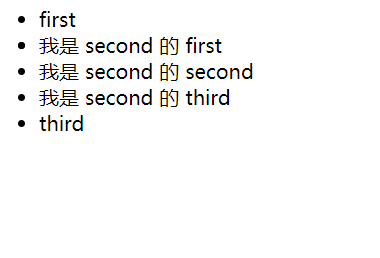 first
我是 second 的 first
我是 second 的 second
我是 second 的 third
third